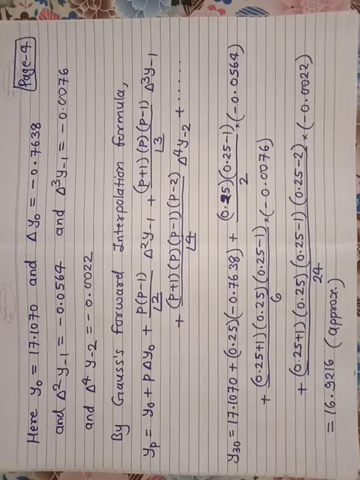 Page-4
Here y₀ = 17.1070 and Δy₀ = -0.7638
and Δ²y-1 = -0.0564 and Δ³y-1 = -0.0076
and Δ⁴y-2 = -0.0022
By Gauss's Forward Interpolation formula,
yp = y₀ + PΔy₀ + P(P-1)/⌊2 Δ²y-1 + (P+1)(P)(P-1)/⌊3 Δ³y-1
+ (P+1)(P)(P-1)(P-2)/⌊4 Δ⁴y-2 + ......
y30 = 17.1070 + (0.25)(-0.7638) + (0.25)(0.25-1)/2 × (-0.0564)
+ (0.25+1)(0.25)(0.25-1)/6 × (-0.0076)
+ (0.25+1)(0.25)(0.25-1)(0.25-2)/24 × (-0.0022)
= 16.9216 (approx)